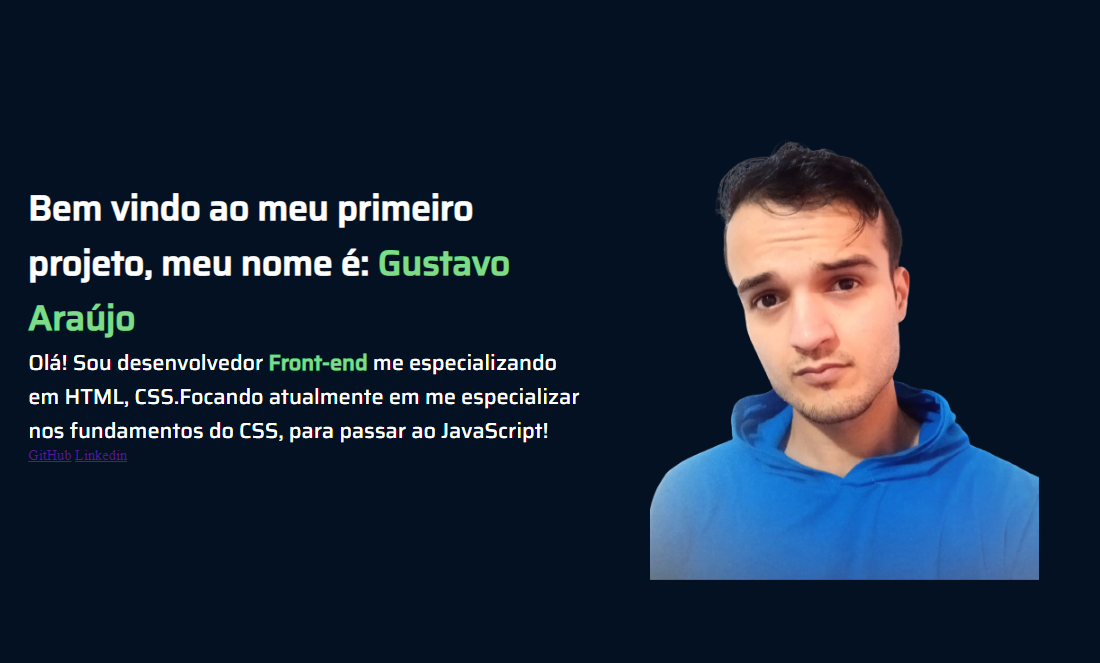 Bem vindo ao meu primeiro
projeto, meu nome é: Gustavo
Araújo
Olá! Sou desenvolvedor Front-end me especializando
em HTML, CSS.Focando atualmente em me especializar
nos fundamentos do CSS, para passar ao JavaScript!
GitHub Linkedin